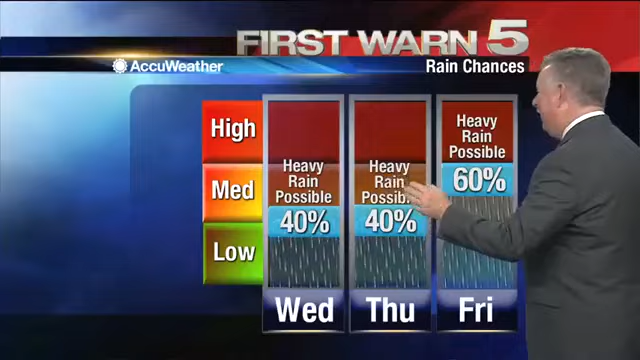 FIRST WARN 5
AccuWeather
Rain Chances
High
Med
Low
Heavy
Rain
Possible
40%
Wed
Heavy
Rain
Possible
40%
Thu
Heavy
Rain
Possible
60%
Fri